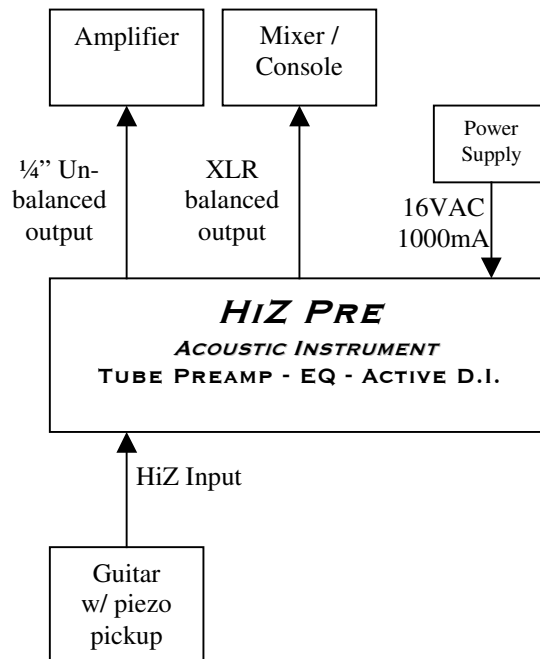 Amplifier
Mixer /
Console
Power
Supply
¼” Un-
balanced
output
XLR
balanced
output
16VAC
1000mA
HiZ Pre
Acoustic Instrument
Tube Preamp - EQ - Active D.I.
HiZ Input
Guitar
w/ piezo
pickup